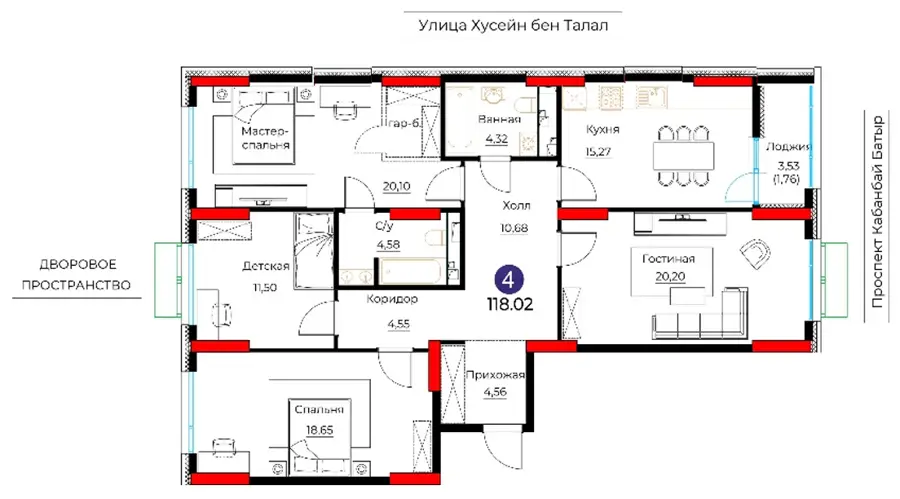 Улица Хусейн бен Талал
Мастер-
спальня
20,10
гар-б.
Ванная
4,32
Кухня
15,27
Лоджия
3,53
(1,76)
Проспект Кабанбай Батыр
Холл
10,68
С/у
4,58
ДВОРОВОЕ
ПРОСТРАНСТВО
Детская
11,50
Гостиная
20,20
4
118.02
Коридор
4,55
Прихожая
4,56
Спальня
18,65